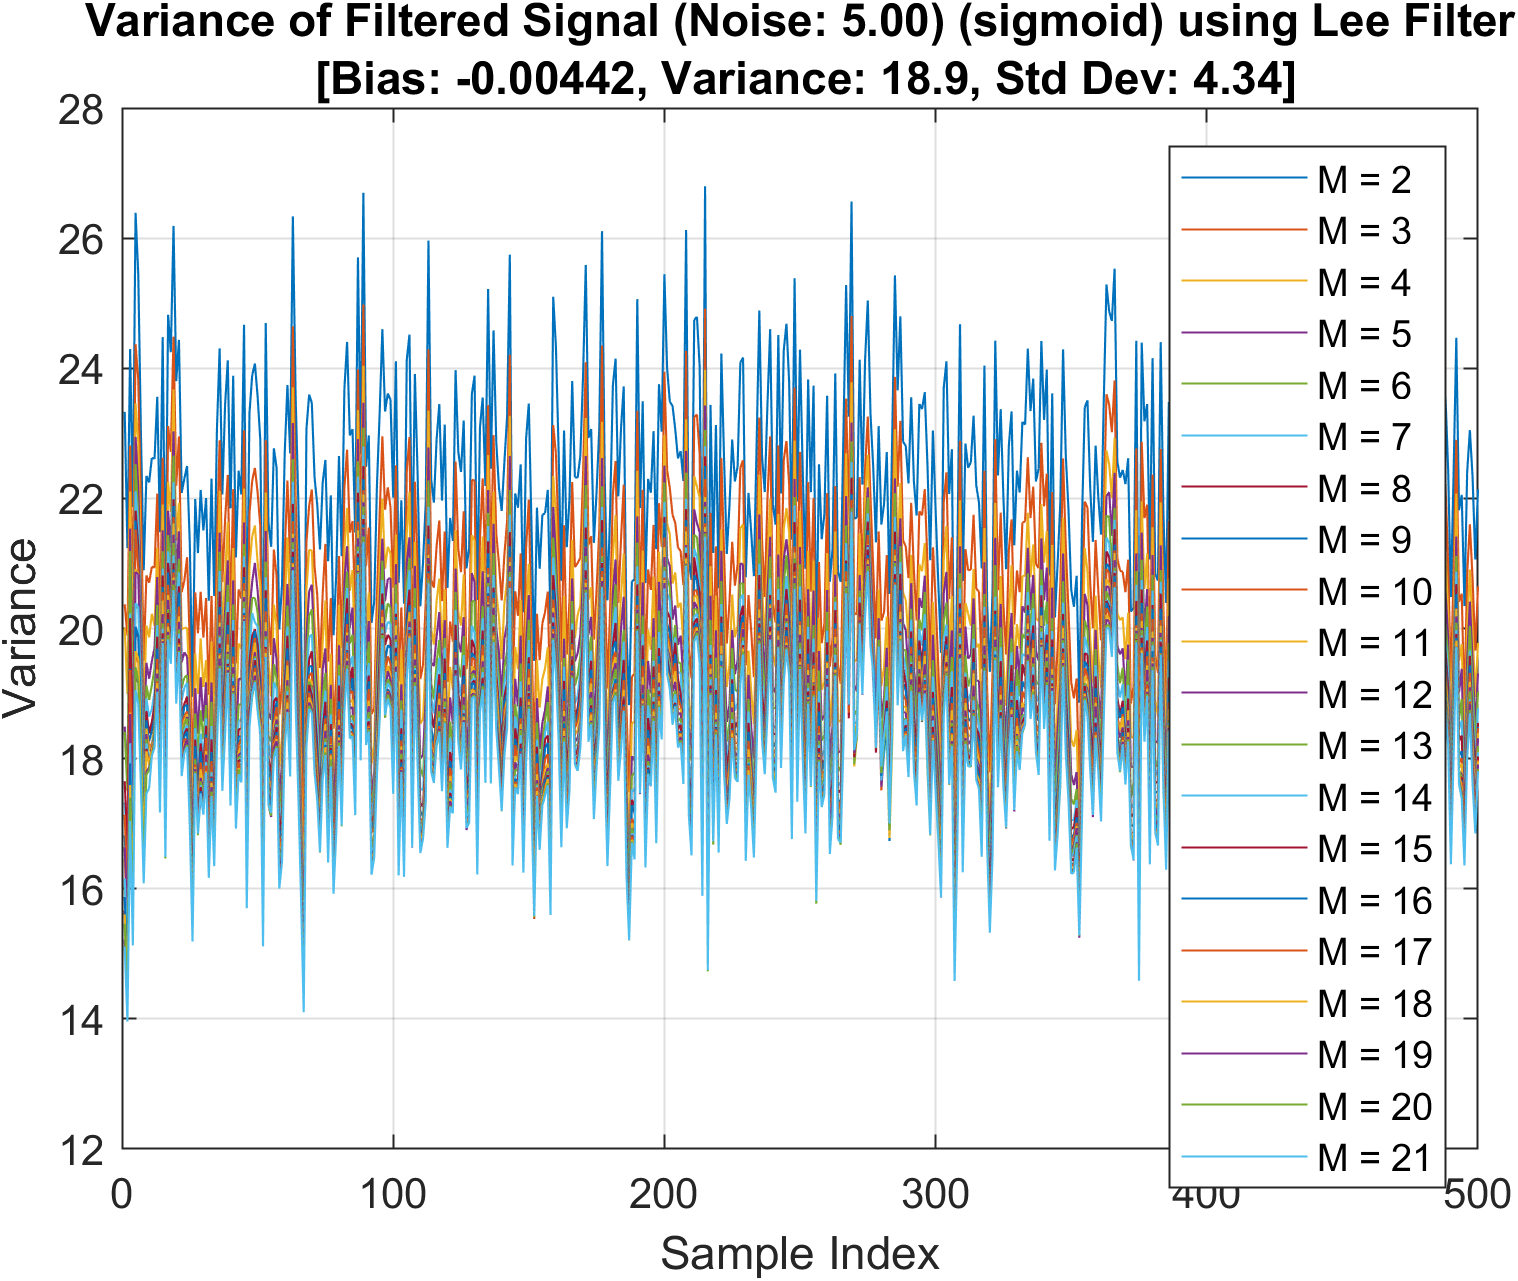 Variance of Filtered Signal (Noise: 5.00) (sigmoid) using Lee Filter
[Bias: -0.00442, Variance: 18.9, Std Dev: 4.34]
28
26
24
22
20
18
16
14
12
Variance
M = 2
M = 3
M = 4
M = 5
M = 6
M = 7
M = 8
M = 9
M = 10
M = 11
M = 12
M = 13
M = 14
M = 15
M = 16
M = 17
M = 18
M = 19
M = 20
M = 21
0 100 200 300 400 500
Sample Index